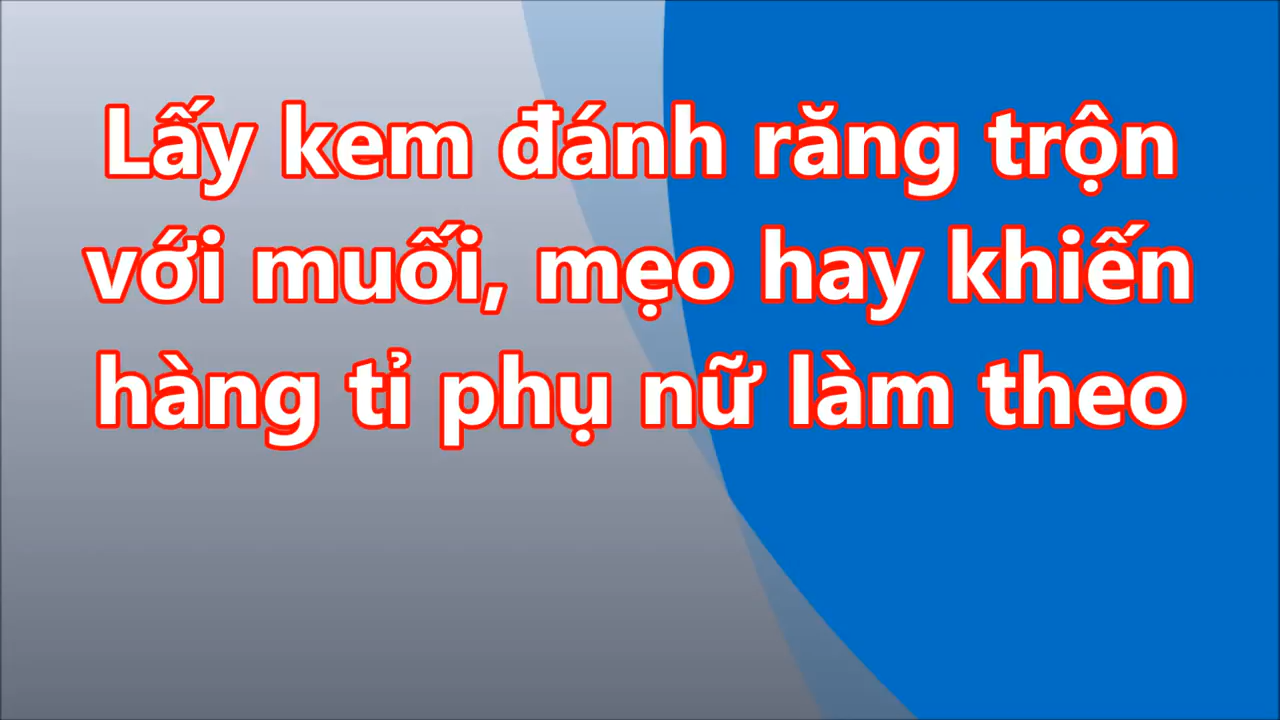 Lấy kem đánh răng trộn
với muối, mẹo hay khiến
hàng tỉ phụ nữ làm theo